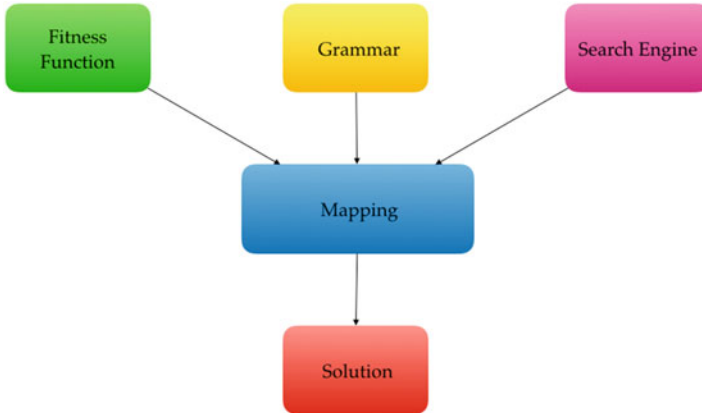 Fitness
Function
Grammar
Search Engine
Mapping
Solution